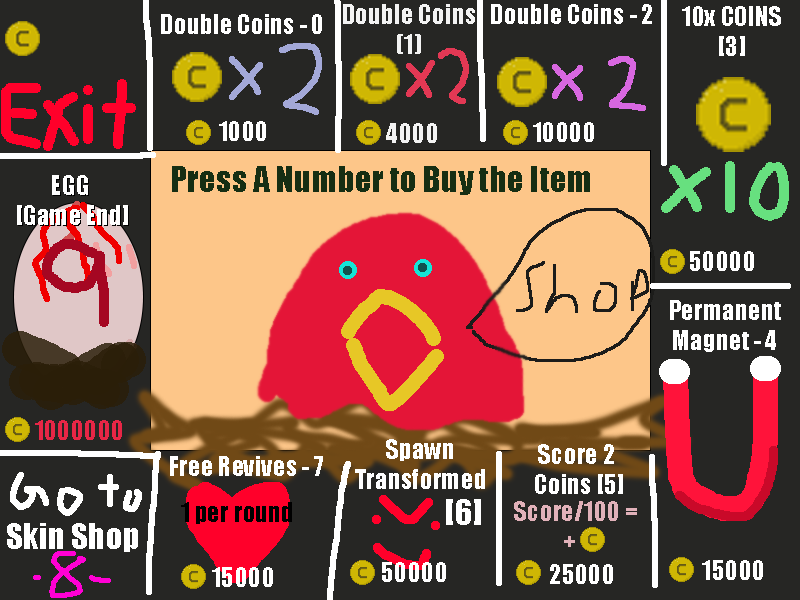 C
Exit
Double Coins - 0
C x 2
C 1000
Double Coins
[1]
C x2
C 4000
Double Coins - 2
C x 2
C 10000
10x COINS
[3]
C
x10
C 50000
EGG
[Game End]
9
C 1000000
Press A Number to Buy the Item
Shop
Permanent
Magnet - 4
C 15000
Go to
Skin Shop
-8-
Free Revives - 7
1 per round
C 15000
Spawn
Transformed
[6]
C 50000
Score 2
Coins [5]
Score/100 =
+ C
C 25000